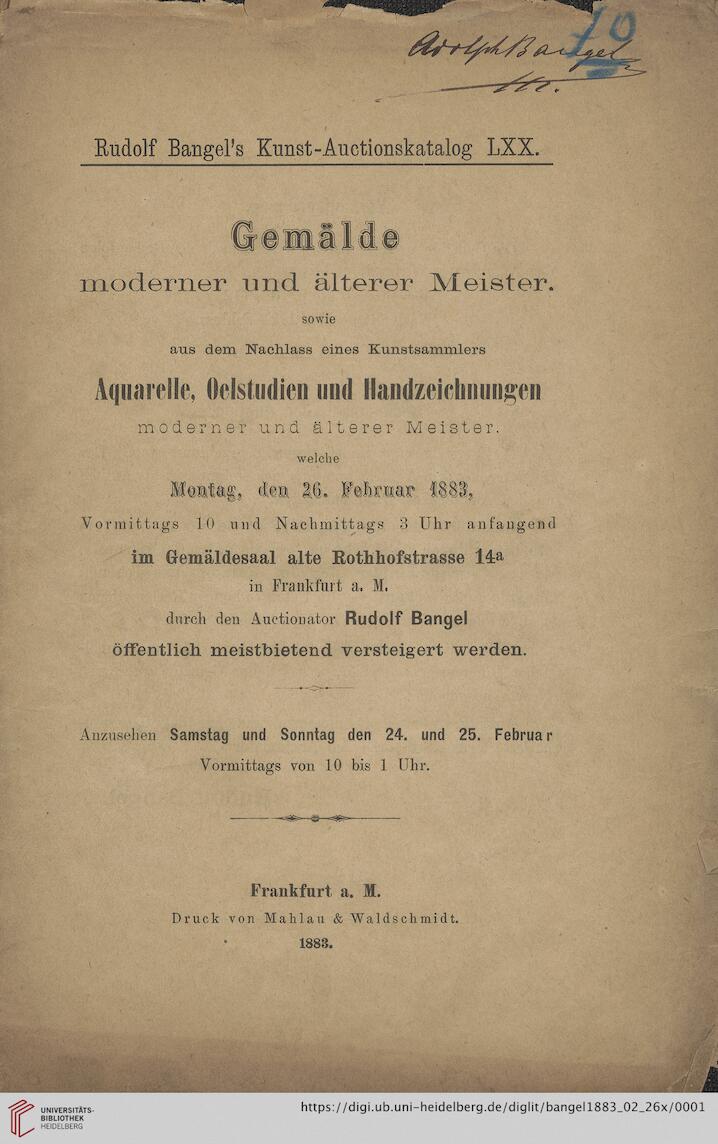 70
Adolph Bangel
Rudolf Bangel's Kunst-Auctionskatalog LXX.
Gemälde
moderner und älterer Meister.
sowie
aus dem Nachlass eines Kunstsammlers
Aquarelle, Oelstudien und Handzeichnungen
moderner und älterer Meister.
welche
Montag, den 26. Februar 1883,
Vormittags 10 und Nachmittags 3 Uhr anfangend
im Gemäldesaal alte Rothhofstrasse 14a
in Frankfurt a. M.
durch den Auctionator Rudolf Bangel
öffentlich meistbietend versteigert werden.
Anzusehen Samstag und Sonntag den 24. und 25. Februar
Vormittags von 10 bis 1 Uhr.
Frankfurt a. M.
Druck von Mahlau & Waldschmidt.
1883.
UNIVERSITÄTS-
BIBLIOTHEK
HEIDELBERG
https://digi.ub.uni-heidelberg.de/diglit/bangel1883_02_26x/0001